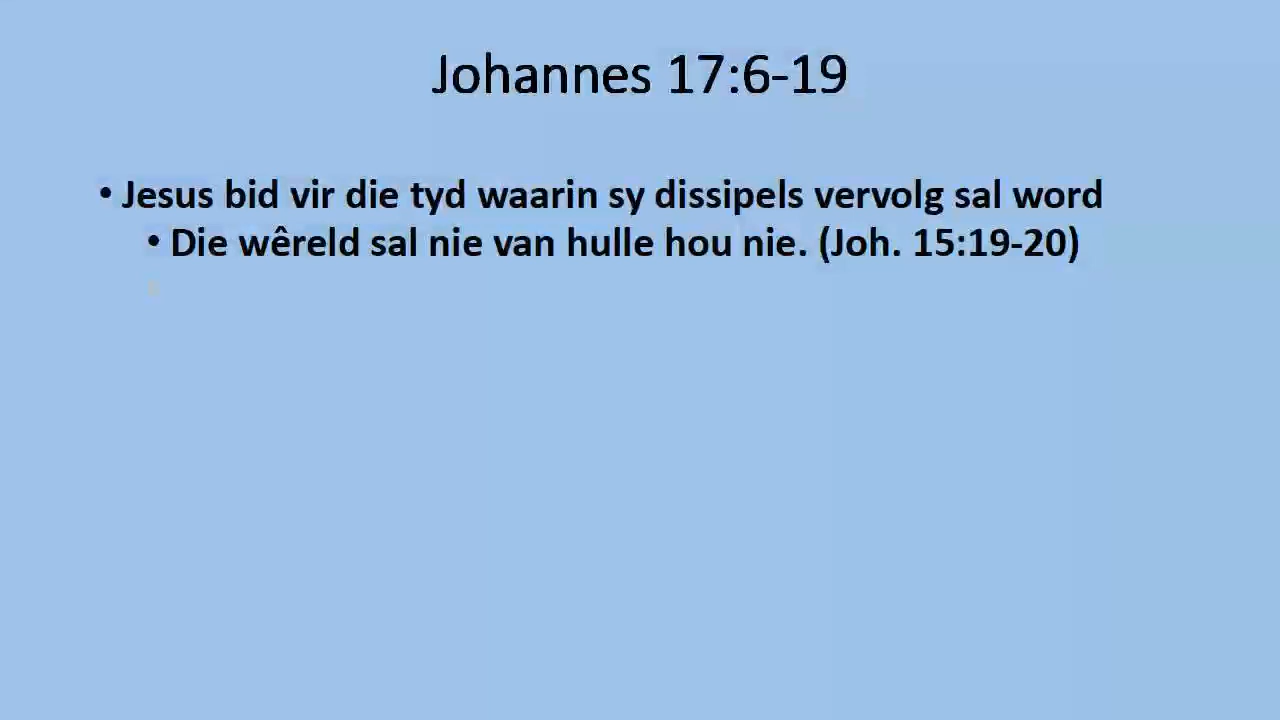 Johannes 17:6-19
• Jesus bid vir die tyd waarin sy dissipels vervolg sal word
• Die wêreld sal nie van hulle hou nie. (Joh. 15:19-20)